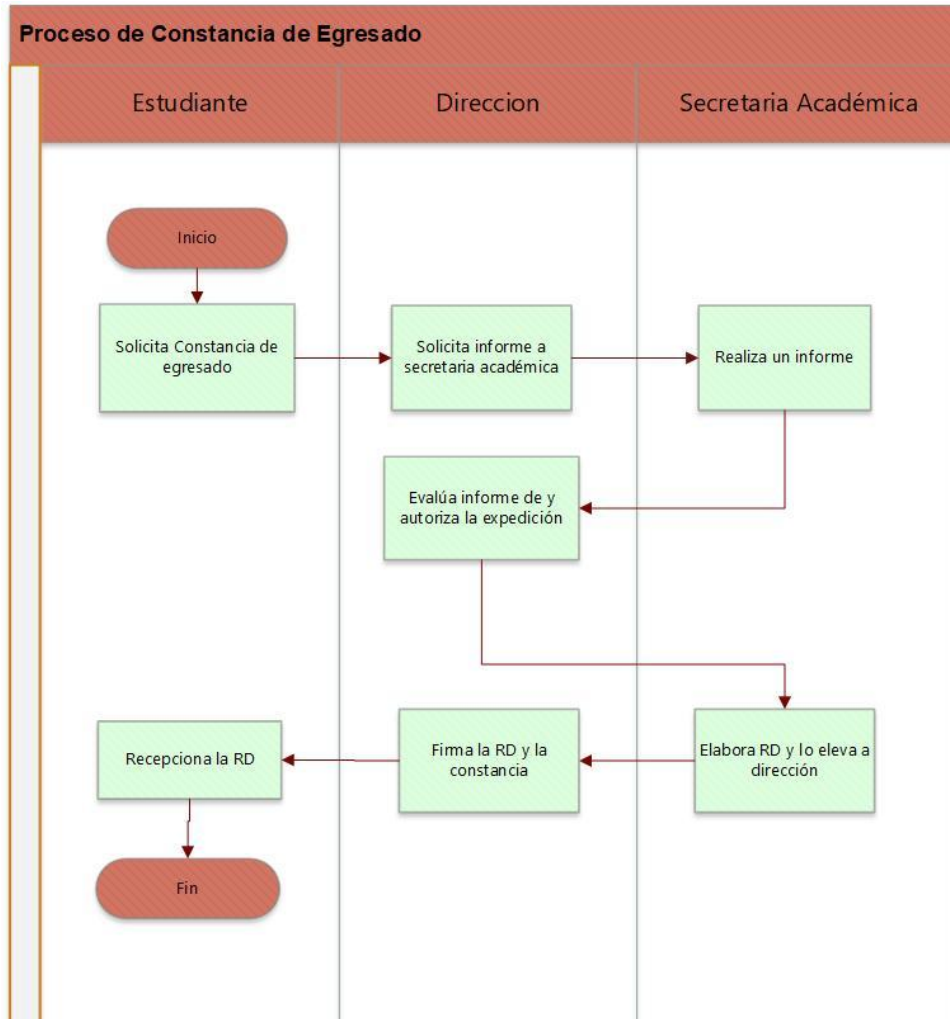 Proceso de Constancia de Egresado
Estudiante
Direccion
Secretaria Académica
Inicio
Solicita Constancia de
egresado
Solicita informe a
secretaria académica
Realiza un informe
Evalúa informe de y
autoriza la expedición
Elabora RD y lo eleva a
dirección
Firma la RD y la
constancia
Recepciona la RD
Fin